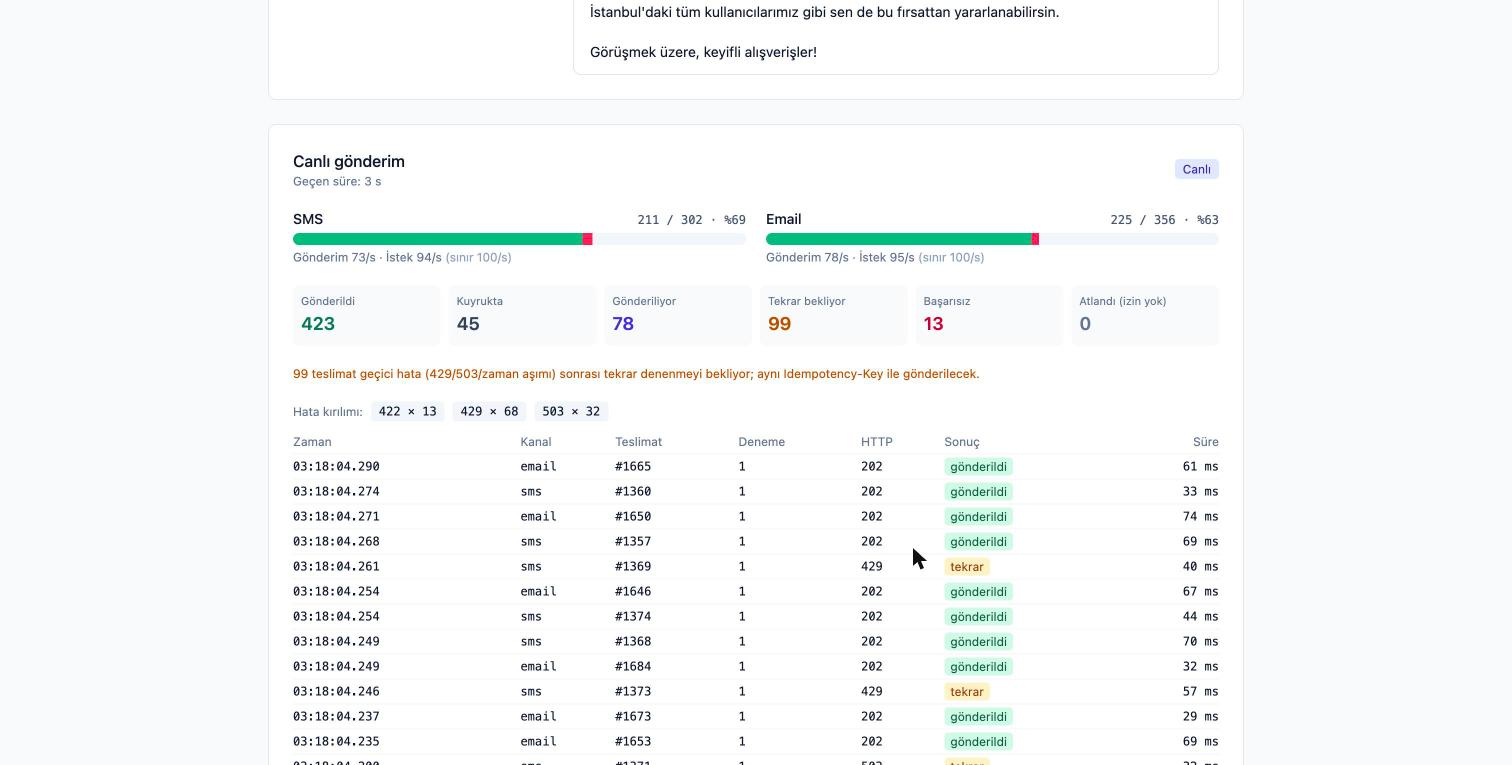 İstanbul'daki tüm kullanıcılarımız gibi sen de bu fırsattan yararlanabilirsin.
Görüşmek üzere, keyifli alışverişler!
Canlı gönderim
Canlı
Geçen süre: 3 s
SMS 211 / 302 · %69
Email 225 / 356 · %63
Gönderim 73/s · İstek 94/s (sınır 100/s)
Gönderim 78/s · İstek 95/s (sınır 100/s)
Gönderildi
423
Kuyrukta
45
Gönderiliyor
78
Tekrar bekliyor
99
Başarısız
13
Atlandı (izin yok)
0
99 teslimat geçici hata (429/503/zaman aşımı) sonrası tekrar denenmeyi bekliyor; aynı Idempotency-Key ile gönderilecek.
Hata kırılımı: 422 × 13 429 × 68 503 × 32
Zaman Kanal Teslimat Deneme HTTP Sonuç Süre
03:18:04.290 email #1665 1 202 gönderildi 61 ms
03:18:04.274 sms #1360 1 202 gönderildi 33 ms
03:18:04.271 email #1650 1 202 gönderildi 74 ms
03:18:04.268 sms #1357 1 202 gönderildi 69 ms
03:18:04.261 sms #1369 1 429 tekrar 40 ms
03:18:04.254 email #1646 1 202 gönderildi 67 ms
03:18:04.254 sms #1374 1 202 gönderildi 44 ms
03:18:04.249 sms #1368 1 202 gönderildi 70 ms
03:18:04.249 email #1684 1 202 gönderildi 32 ms
03:18:04.246 sms #1373 1 429 tekrar 57 ms
03:18:04.237 email #1673 1 202 gönderildi 29 ms
03:18:04.235 email #1653 1 202 gönderildi 69 ms